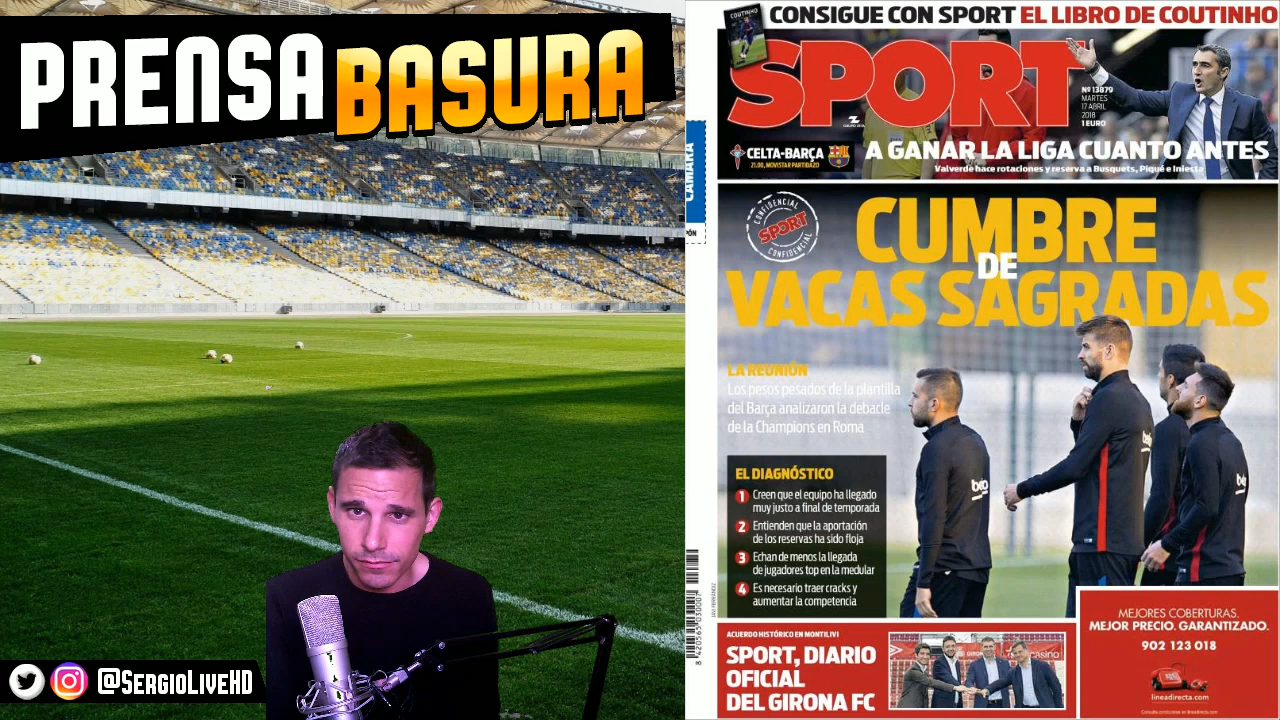 PRENSA BASURA
@SERGIOLIVEHD
CONSIGUE CON SPORT EL LIBRO DE COUTINHO
COUTINHO
SPORT
Nº 13879
MARTES
17 ABRIL
2018
1 EURO
CELTA-BARÇA
21.00, MOVISTAR PARTIDAZO
A GANAR LA LIGA CUANTO ANTES
Valverde hace rotaciones y reserva a Busquets, Piqué e Iniesta
CÁMARA
CONFIDENCIAL
SPORT
CONFIDENCIAL
CUMBRE
DE
VACAS SAGRADAS
LA REUNIÓN
Los pesos pesados de la plantilla
del Barça analizaron la debacle
de la Champions en Roma
EL DIAGNÓSTICO
1 Creen que el equipo ha llegado
muy justo a final de temporada
2 Entienden que la aportación
de los reservas ha sido floja
3 Echan de menos la llegada
de jugadores top en la medular
4 Es necesario traer cracks y
aumentar la competencia
beko
beko
8 420565 030007
ACUERDO HISTÓRICO EN MONTILIVI
SPORT, DIARIO
OFICIAL
DEL GIRONA FC
MEJORES COBERTURAS.
MEJOR PRECIO. GARANTIZADO.
902 123 018
lineadirecta.com